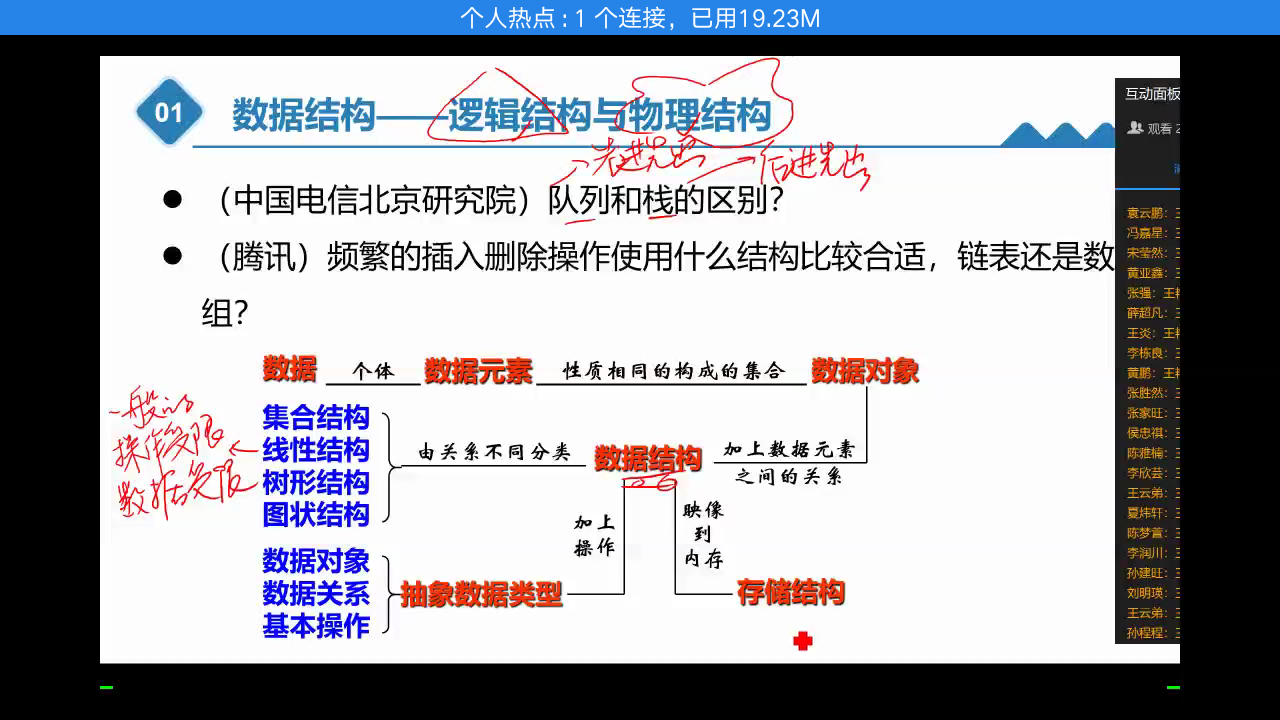 个人热点 : 1 个连接，已用19.23M
01
数据结构——逻辑结构与物理结构
先进先出
后进先出
（中国电信北京研究院）队列和栈的区别？
（腾讯）频繁的插入删除操作使用什么结构比较合适，链表还是数
组？
数据 个体 数据元素 性质相同的构成的集合 数据对象
一般的
操作受限
数据受限
集合结构
线性结构
树形结构
图状结构
由关系不同分类
数据结构
加上数据元素
之间的关系
加上
操作
映像
到
内存
数据对象
数据关系
基本操作
抽象数据类型
存储结构
互动面板
观看
袁云鹏：
冯嘉星：
宋莹然：
黄亚鑫：
张强：王
薛超凡：
王炎：王
李栋良：
黄鹏：王
张胜然：
张家旺：
侯忠祺：
陈雅楠：
李欣芸：
王云弟：
夏炜轩：
陈梦萱：
李润川：
孙建旺：
刘明瑛：
王云弟：
孙程程：